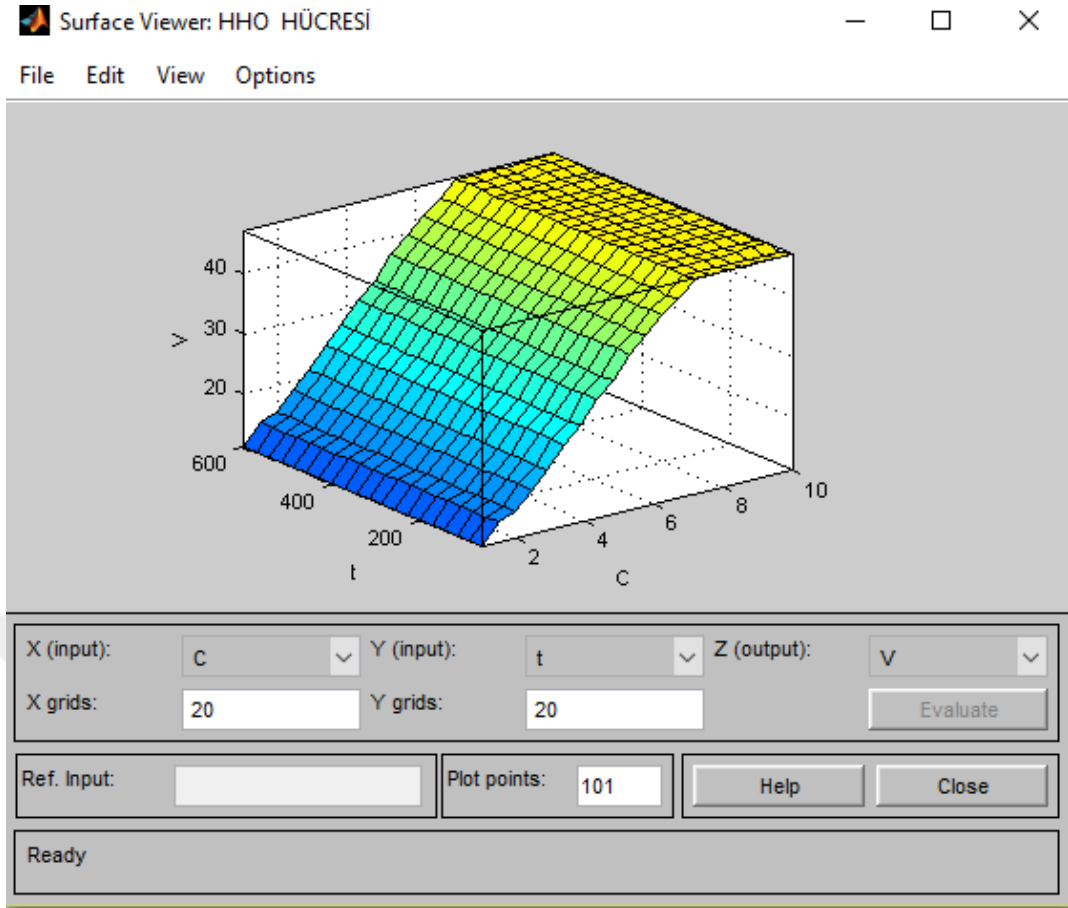 Surface Viewer: HHO HÜCRESİ
File Edit View Options
40
30
20
V
600
400
200
t
2
4
6
8
10
C
X (input): C Y (input): t Z (output): V
X grids: 20 Y grids: 20 Evaluate
Ref. Input: Plot points: 101 Help Close
Ready